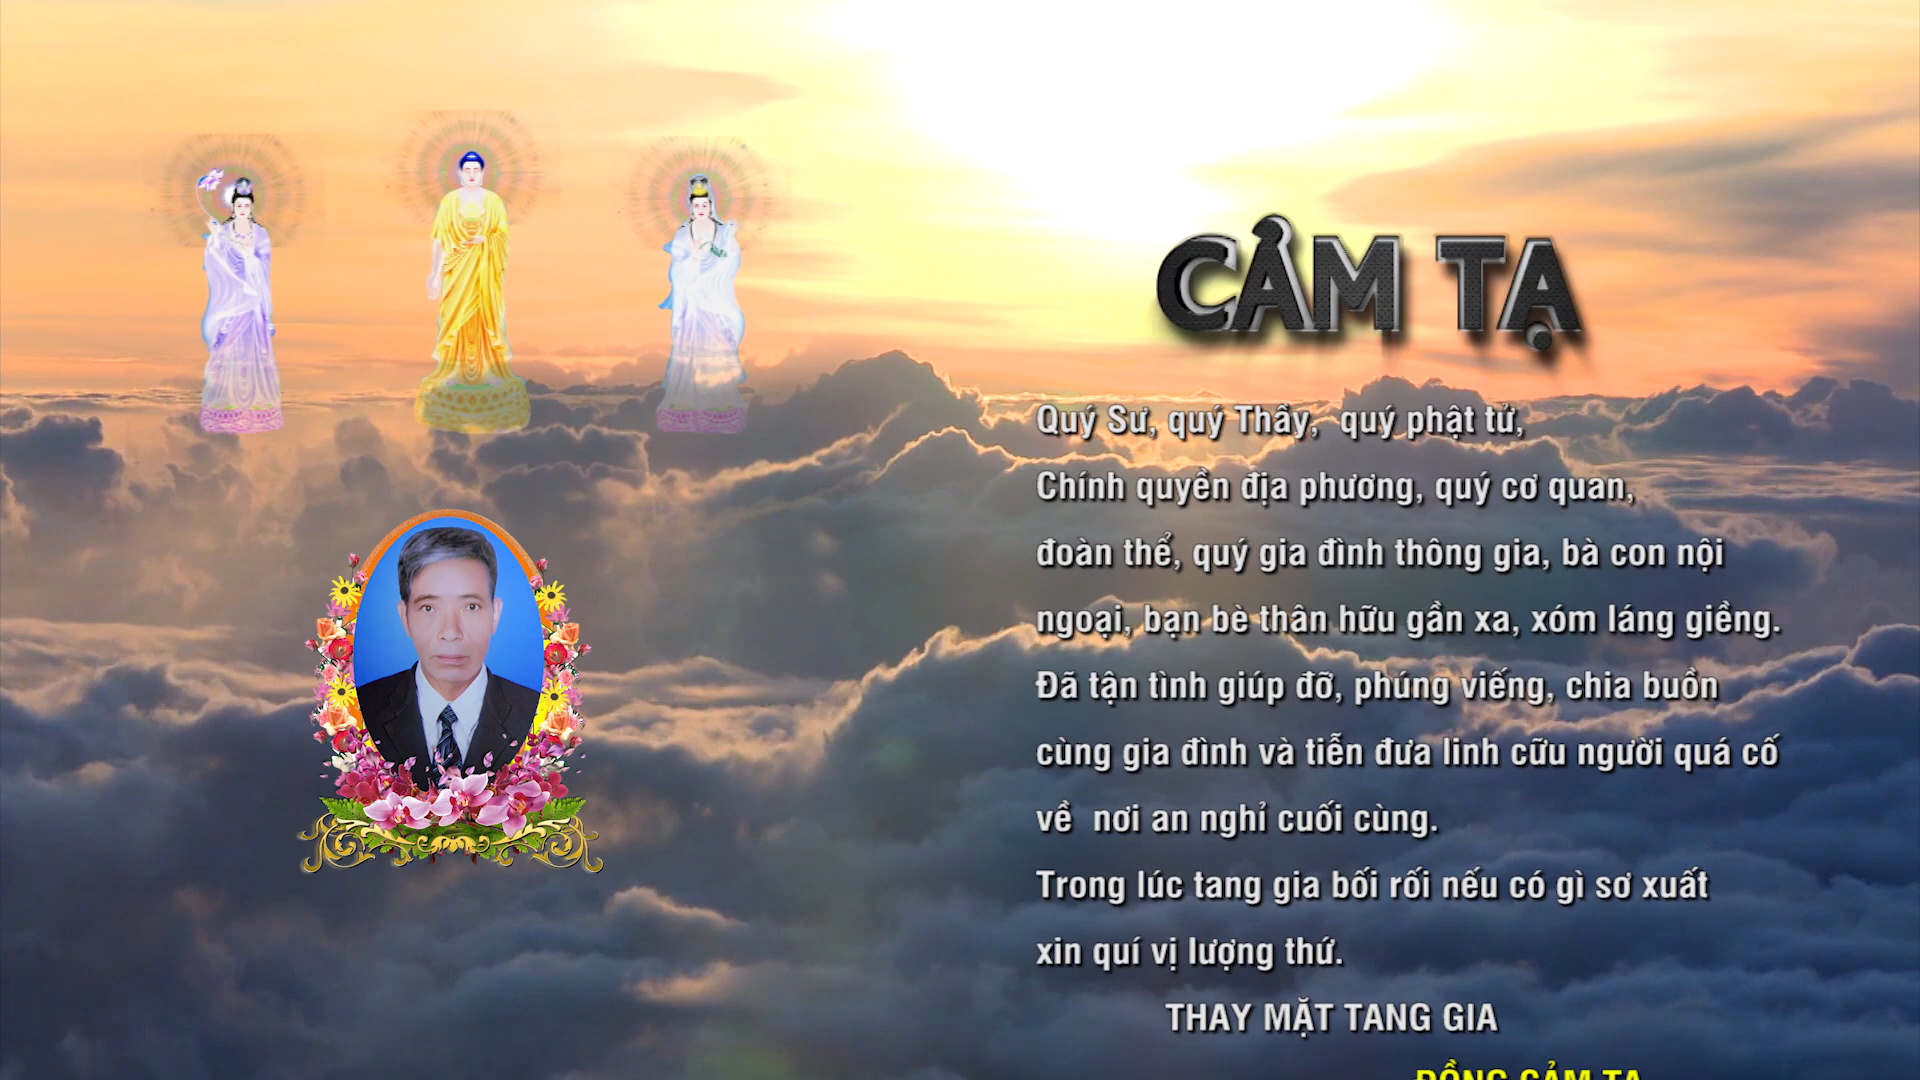 CẢM TẠ
Quý Sư, quý Thầy, quý phật tử,
Chính quyền địa phương, quý cơ quan,
đoàn thể, quý gia đình thông gia, bà con nội
ngoại, bạn bè thân hữu gần xa, xóm láng giềng.
Đã tận tình giúp đỡ, phúng viếng, chia buồn
cùng gia đình và tiễn đưa linh cữu người quá cố
về nơi an nghỉ cuối cùng.
Trong lúc tang gia bối rối nếu có gì sơ xuất
xin quí vị lượng thứ.
THAY MẶT TANG GIA
ĐỒNG CẢM TẠ